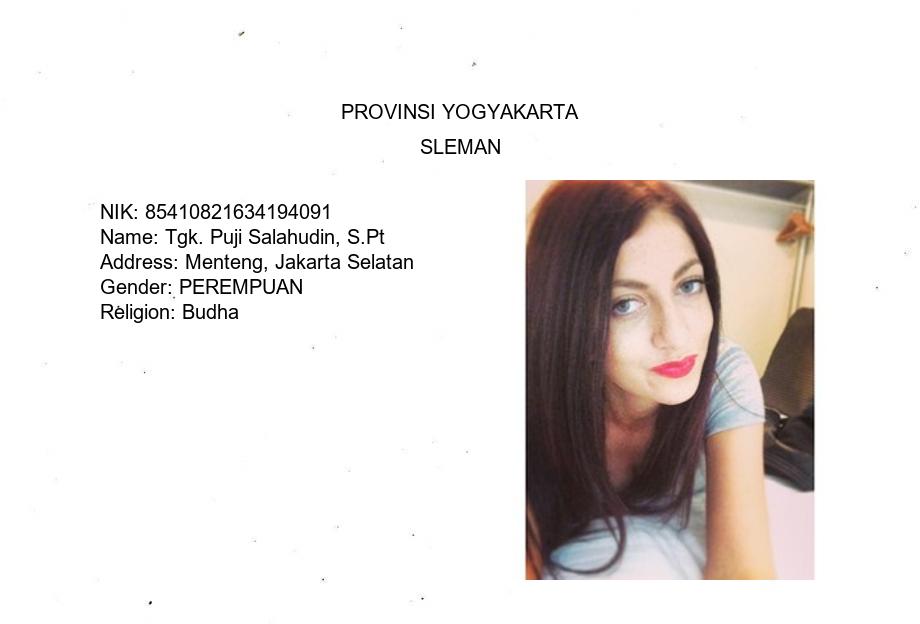 PROVINSI YOGYAKARTA
SLEMAN
NIK: 85410821634194091
Name: Tgk. Puji Salahudin, S.Pt
Address: Menteng, Jakarta Selatan
Gender: PEREMPUAN
Religion: Budha